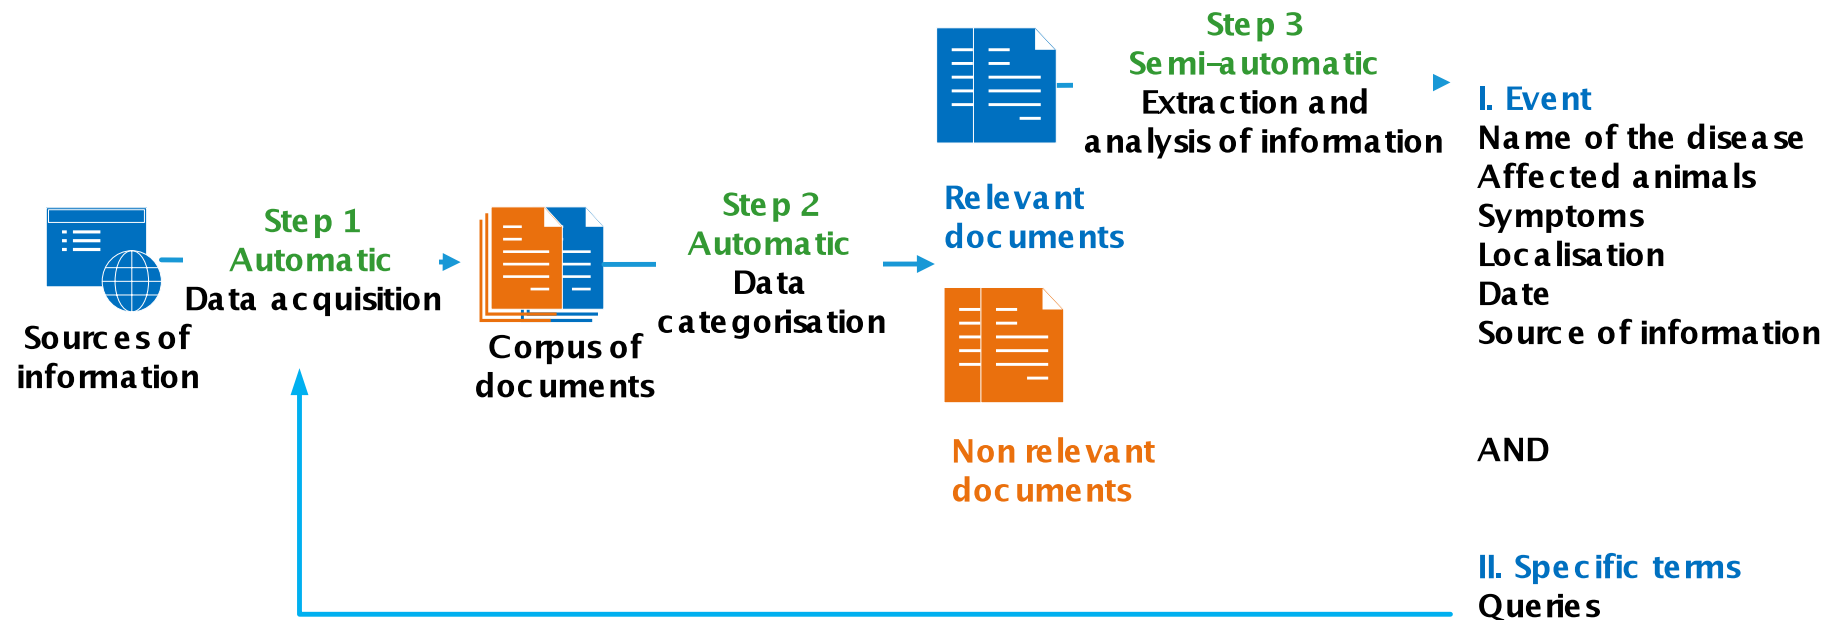 Sources of
information
Step 1
Automatic
Data acquisition
Corpus of
documents
Step 2
Automatic
Data
categorisation
Relevant
documents
Non relevant
documents
Step 3
Semi-automatic
Extraction and
analysis of information
I. Event
Name of the disease
Affected animals
Symptoms
Localisation
Date
Source of information
AND
II. Specific terms
Queries